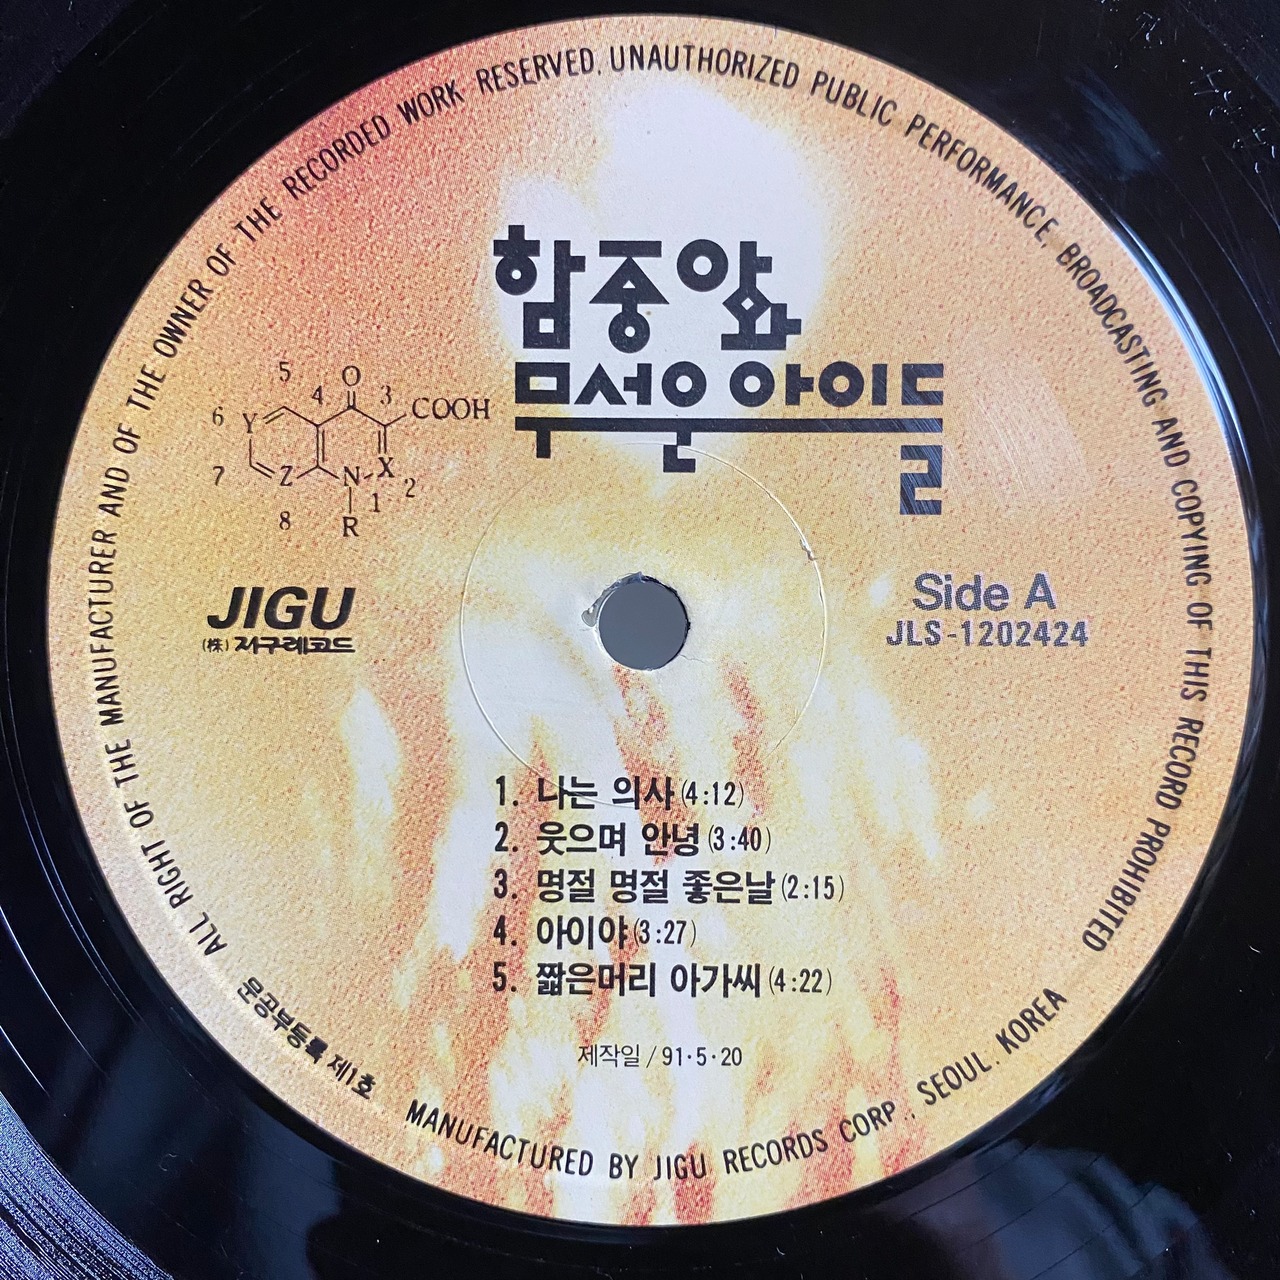 ALL RIGHT OF THE MANUFACTURER AND OF THE OWNER OF THE RECORDED WORK RESERVED. UNAUTHORIZED PUBLIC PERFORMANCE. BROADCASTING AND COPYING OF THIS RECORD PROHIBITED
함중아와
무서운 아이들
5 4 O 3 COOH
6 Y
7 Z N X 2
8 1
R
JIGU
(株) 지구레코드
Side A
JLS-1202424
1. 나는 의사 (4:12)
2. 웃으며 안녕 (3:40)
3. 명절 명절 좋은날 (2:15)
4. 아이야 (3:27)
5. 짧은머리 아가씨 (4:22)
제작일 / 91·5·20
문공부등록 제1호
MANUFACTURED BY JIGU RECORDS CORP., SEOUL. KOREA